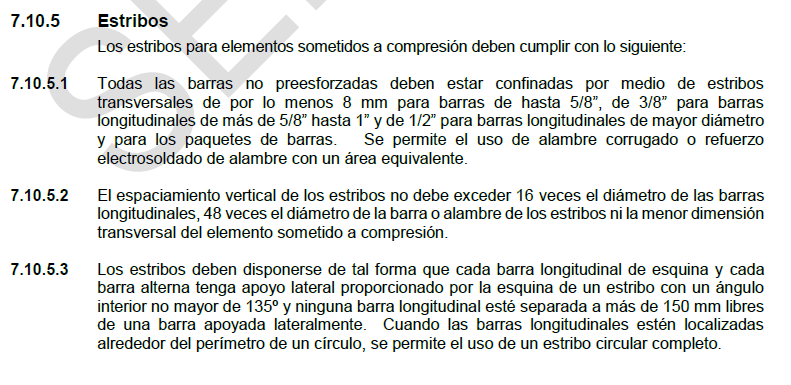 7.10.5 Estribos
Los estribos para elementos sometidos a compresión deben cumplir con lo siguiente:
7.10.5.1 Todas las barras no preesforzadas deben estar confinadas por medio de estribos
transversales de por lo menos 8 mm para barras de hasta 5/8”, de 3/8” para barras
longitudinales de más de 5/8” hasta 1” y de 1/2” para barras longitudinales de mayor diámetro
y para los paquetes de barras. Se permite el uso de alambre corrugado o refuerzo
electrosoldado de alambre con un área equivalente.
7.10.5.2 El espaciamiento vertical de los estribos no debe exceder 16 veces el diámetro de las barras
longitudinales, 48 veces el diámetro de la barra o alambre de los estribos ni la menor dimensión
transversal del elemento sometido a compresión.
7.10.5.3 Los estribos deben disponerse de tal forma que cada barra longitudinal de esquina y cada
barra alterna tenga apoyo lateral proporcionado por la esquina de un estribo con un ángulo
interior no mayor de 135º y ninguna barra longitudinal esté separada a más de 150 mm libres
de una barra apoyada lateralmente. Cuando las barras longitudinales estén localizadas
alrededor del perímetro de un círculo, se permite el uso de un estribo circular completo.